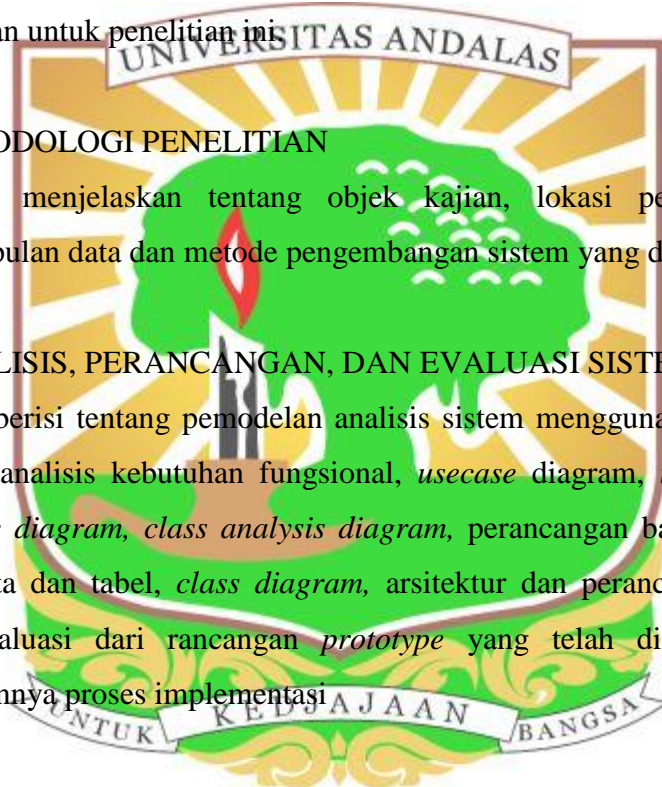 an untuk penelitian ini.
UNIVERSITAS ANDALAS
ODOLOGI PENELITIAN
menjelaskan tentang objek kajian, lokasi pe
pulan data dan metode pengembangan sistem yang d
LISIS, PERANCANGAN, DAN EVALUASI SISTE
berisi tentang pemodelan analisis sistem mengguna
analisis kebutuhan fungsional, usecase diagram,
diagram, class analysis diagram, perancangan ba
ta dan tabel, class diagram, arsitektur dan peranc
aluasi dari rancangan prototype yang telah di
nnya proses implementasi
UNTUK KEDJAJAAN BANGSA